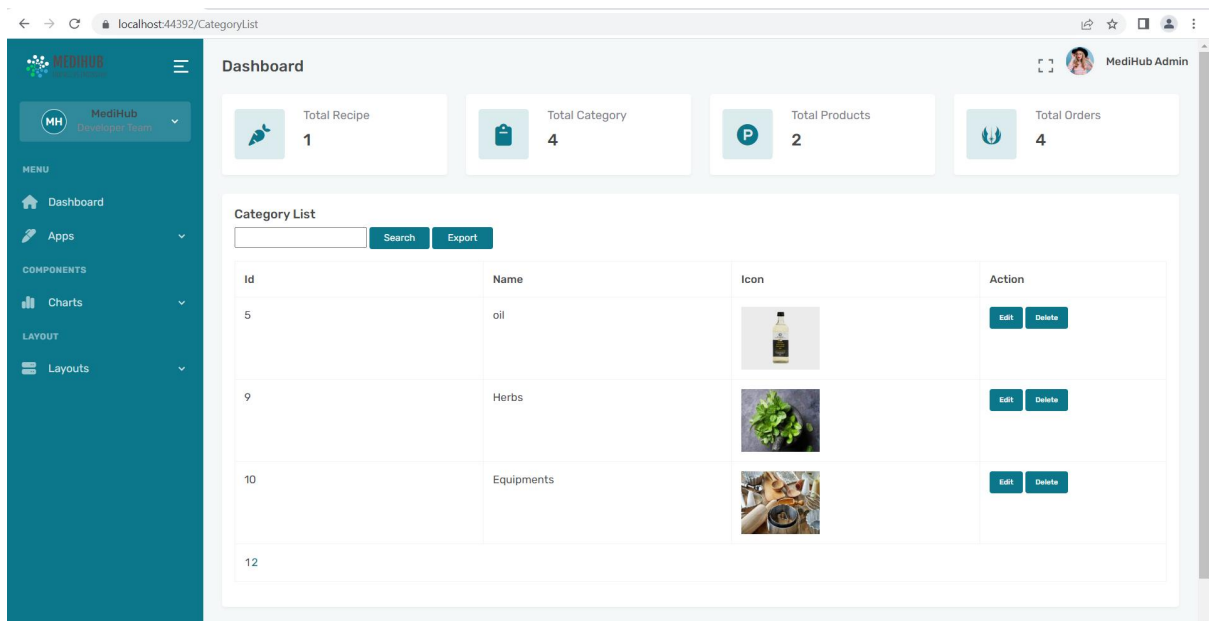 localhost:44392/CategoryList
MEDIHUB
Dashboard
MediHub Admin
MH
MediHub
Developer Team
Total Recipe
1
Total Category
4
P
Total Products
2
Total Orders
4
MENU
Dashboard
Apps
COMPONENTS
Charts
LAYOUT
Layouts
Category List
Search
Export
Id
Name
Icon
Action
5
oil
Edit
Delete
9
Herbs
Edit
Delete
10
Equipments
Edit
Delete
12